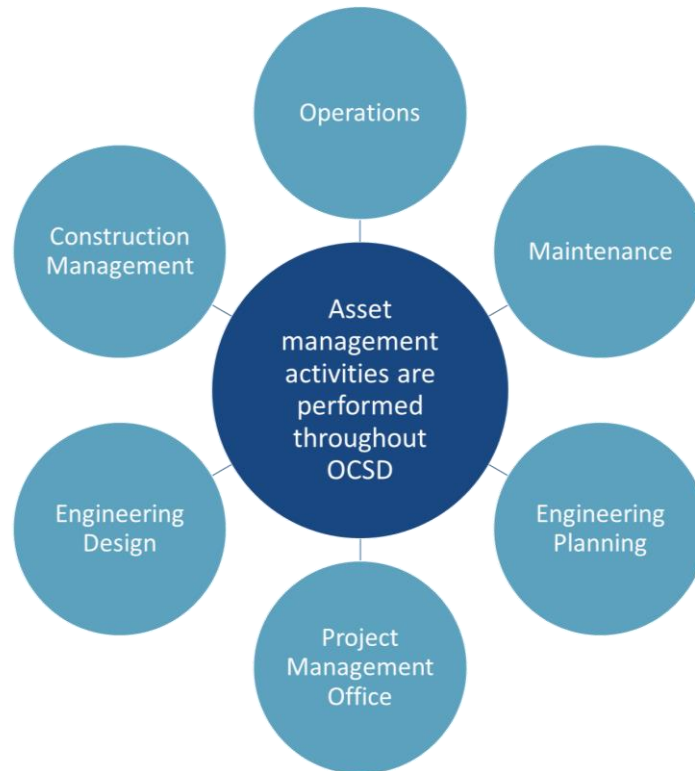 Operations
Construction
Management
Maintenance
Asset
management
activities are
performed
throughout
OCSD
Engineering
Design
Engineering
Planning
Project
Management
Office